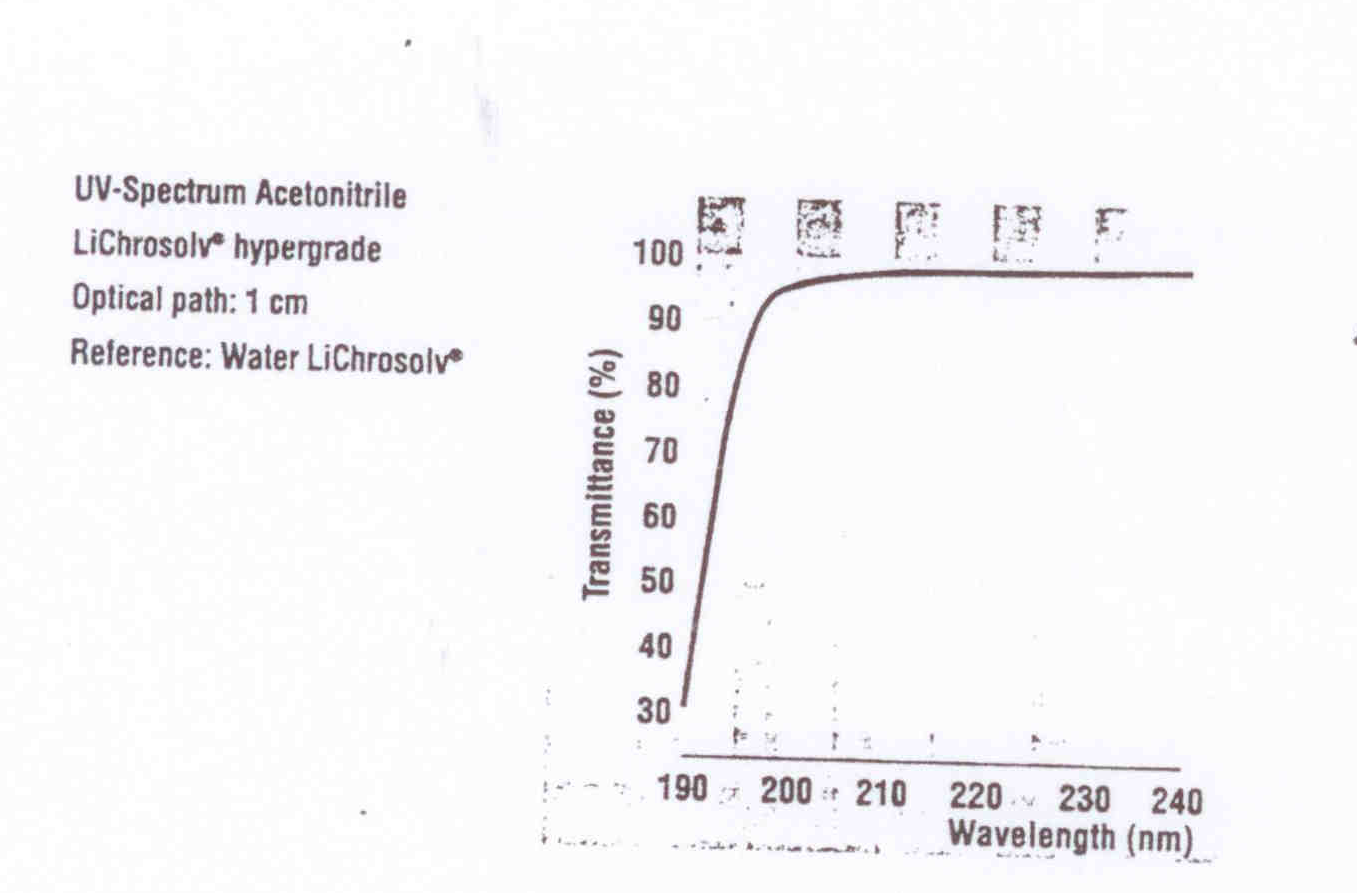 UV-Spectrum Acetonitrile
LiChrosolv® hypergrade
Optical path: 1 cm
Reference: Water LiChrosolv®
100
90
80
70
60
50
40
30
Transmittance (%)
190 200 210 220 230 240
Wavelength (nm)